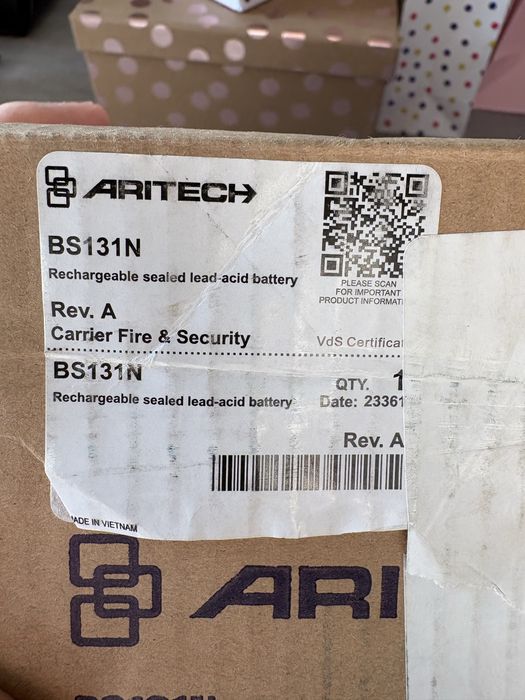 ARITECH
BS131N
Rechargeable sealed lead-acid battery
PLEASE SCAN
FOR IMPORTANT
PRODUCT INFORMATI
Rev. A
Carrier Fire & Security
VdS Certificat
BS131N
QTY. 1
Rechargeable sealed lead-acid battery
Date: 23361
Rev. A
MADE IN VIETNAM
ARI